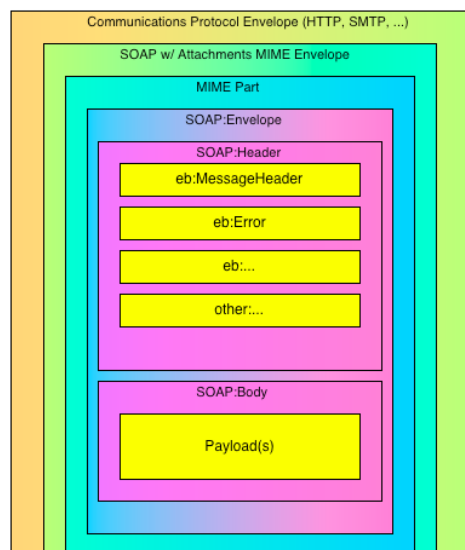 Communications Protocol Envelope (HTTP, SMTP, ...)
SOAP w/ Attachments MIME Envelope
MIME Part
SOAP:Envelope
SOAP:Header
eb:MessageHeader
eb:Error
eb:...
other:...
SOAP:Body
Payload(s)